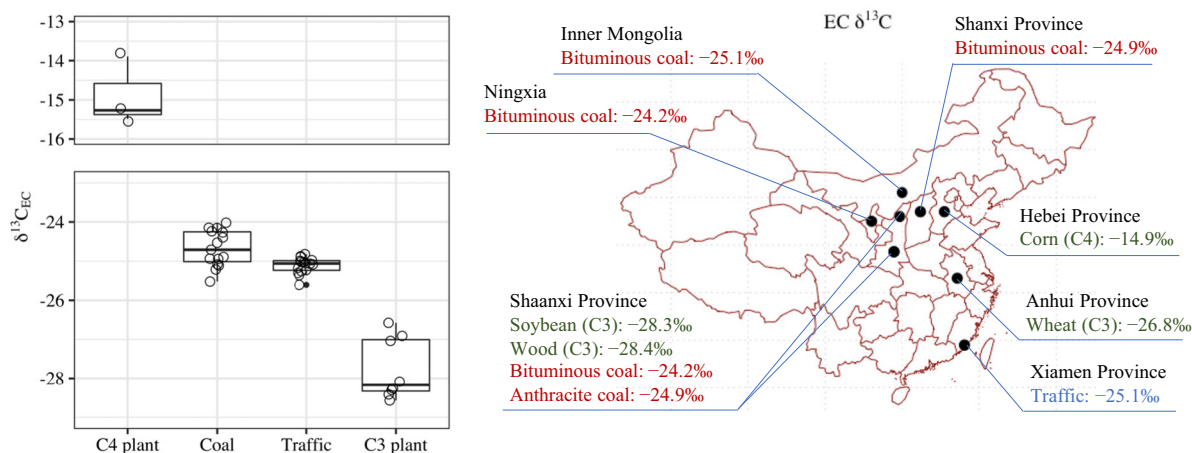 −13
−14
−15
−16
−24
−26
−28
δ¹³C_EC
C4 plant
Coal
Traffic
C3 plant
EC δ¹³C
Shanxi Province
Bituminous coal: −24.9‰
Inner Mongolia
Bituminous coal: −25.1‰
Ningxia
Bituminous coal: −24.2‰
Hebei Province
Corn (C4): −14.9‰
Shaanxi Province
Soybean (C3): −28.3‰
Wood (C3): −28.4‰
Bituminous coal: −24.2‰
Anthracite coal: −24.9‰
Anhui Province
Wheat (C3): −26.8‰
Xiamen Province
Traffic: −25.1‰